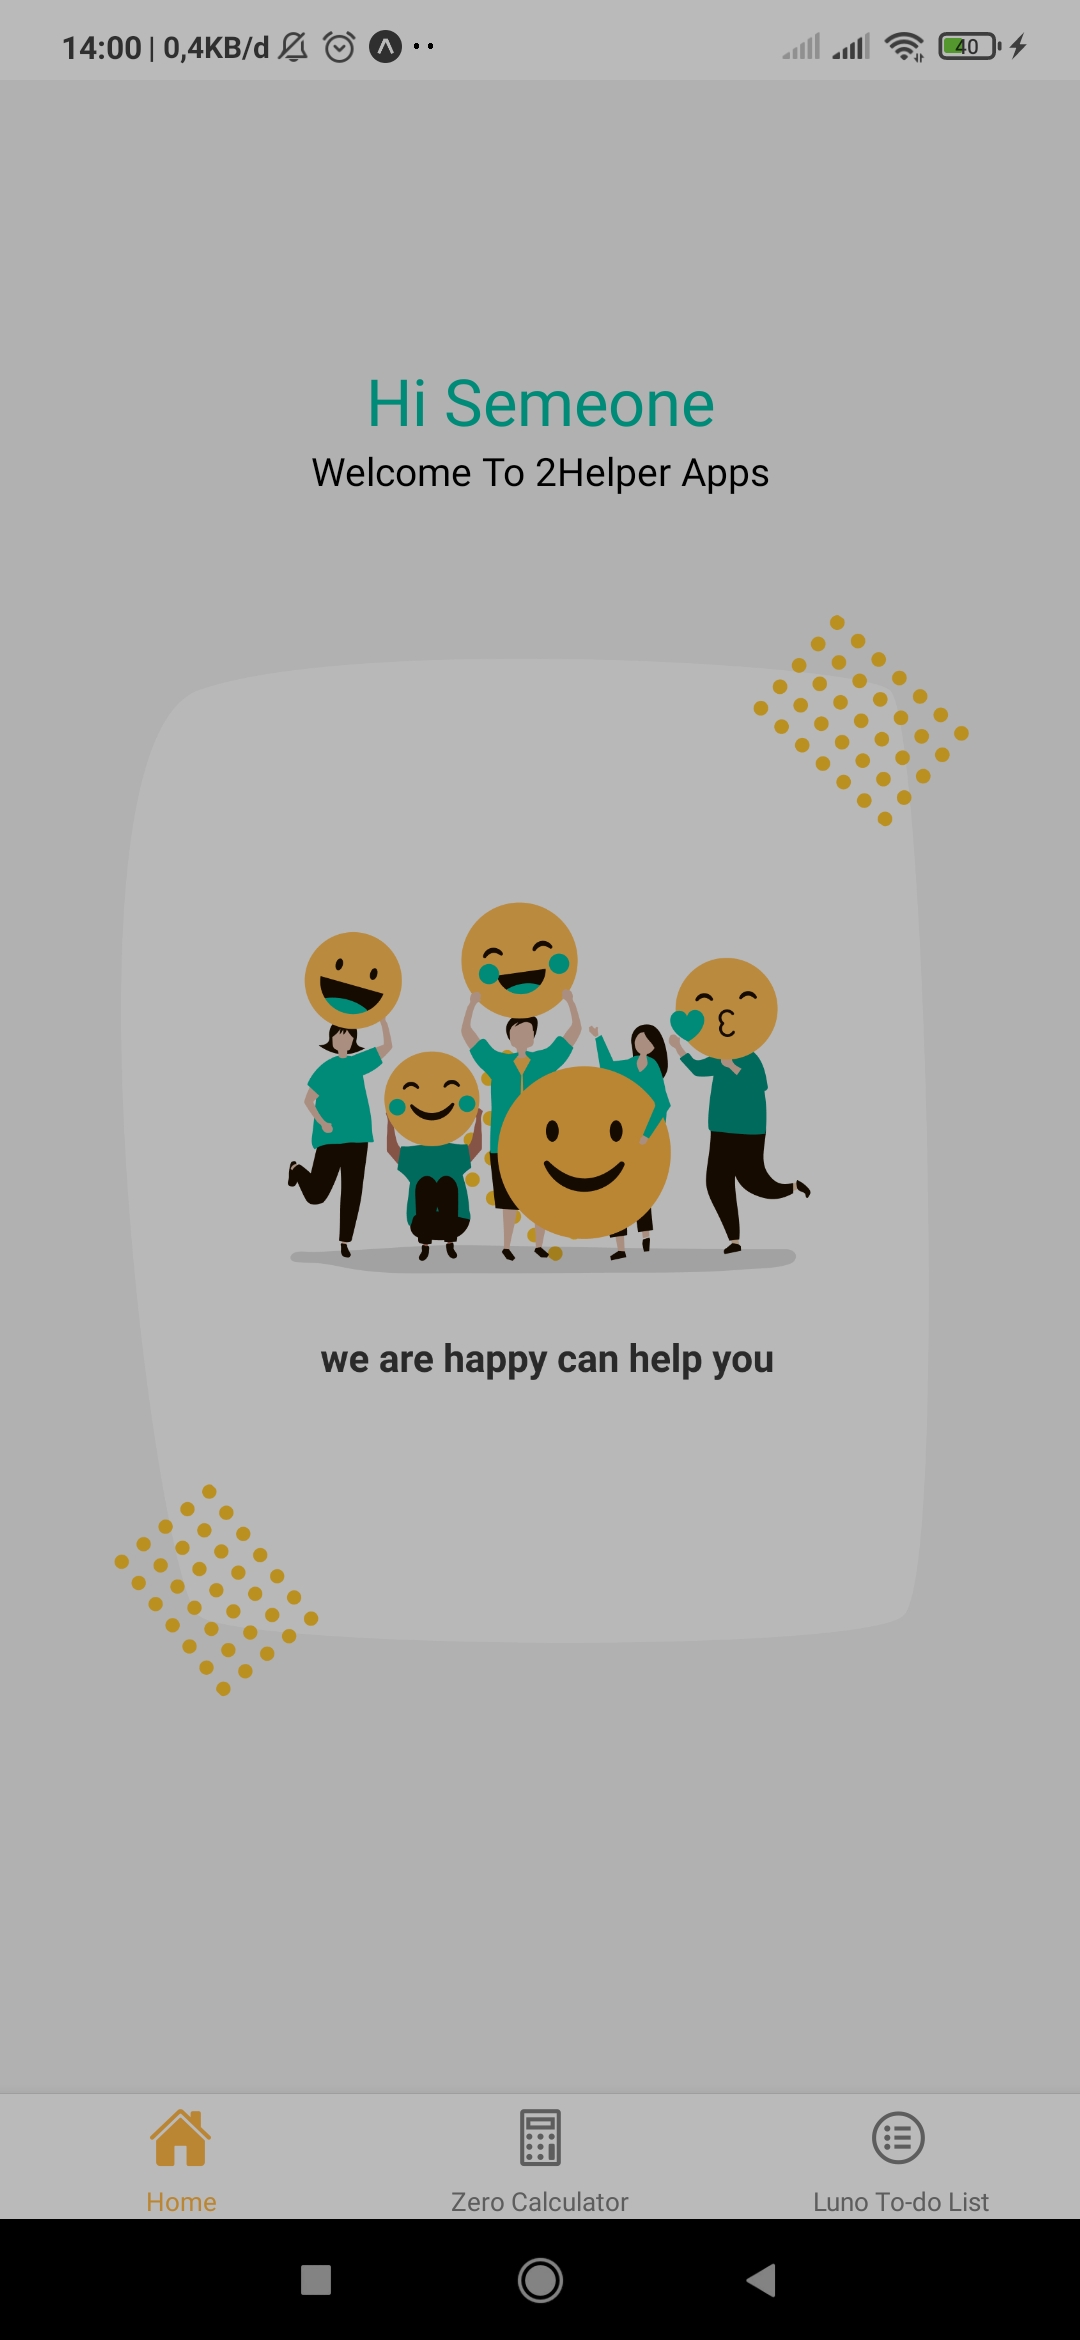 14:00 | 0,4KB/d
40
Hi Semeone
Welcome To 2Helper Apps
we are happy can help you
Home
Zero Calculator
Luno To-do List